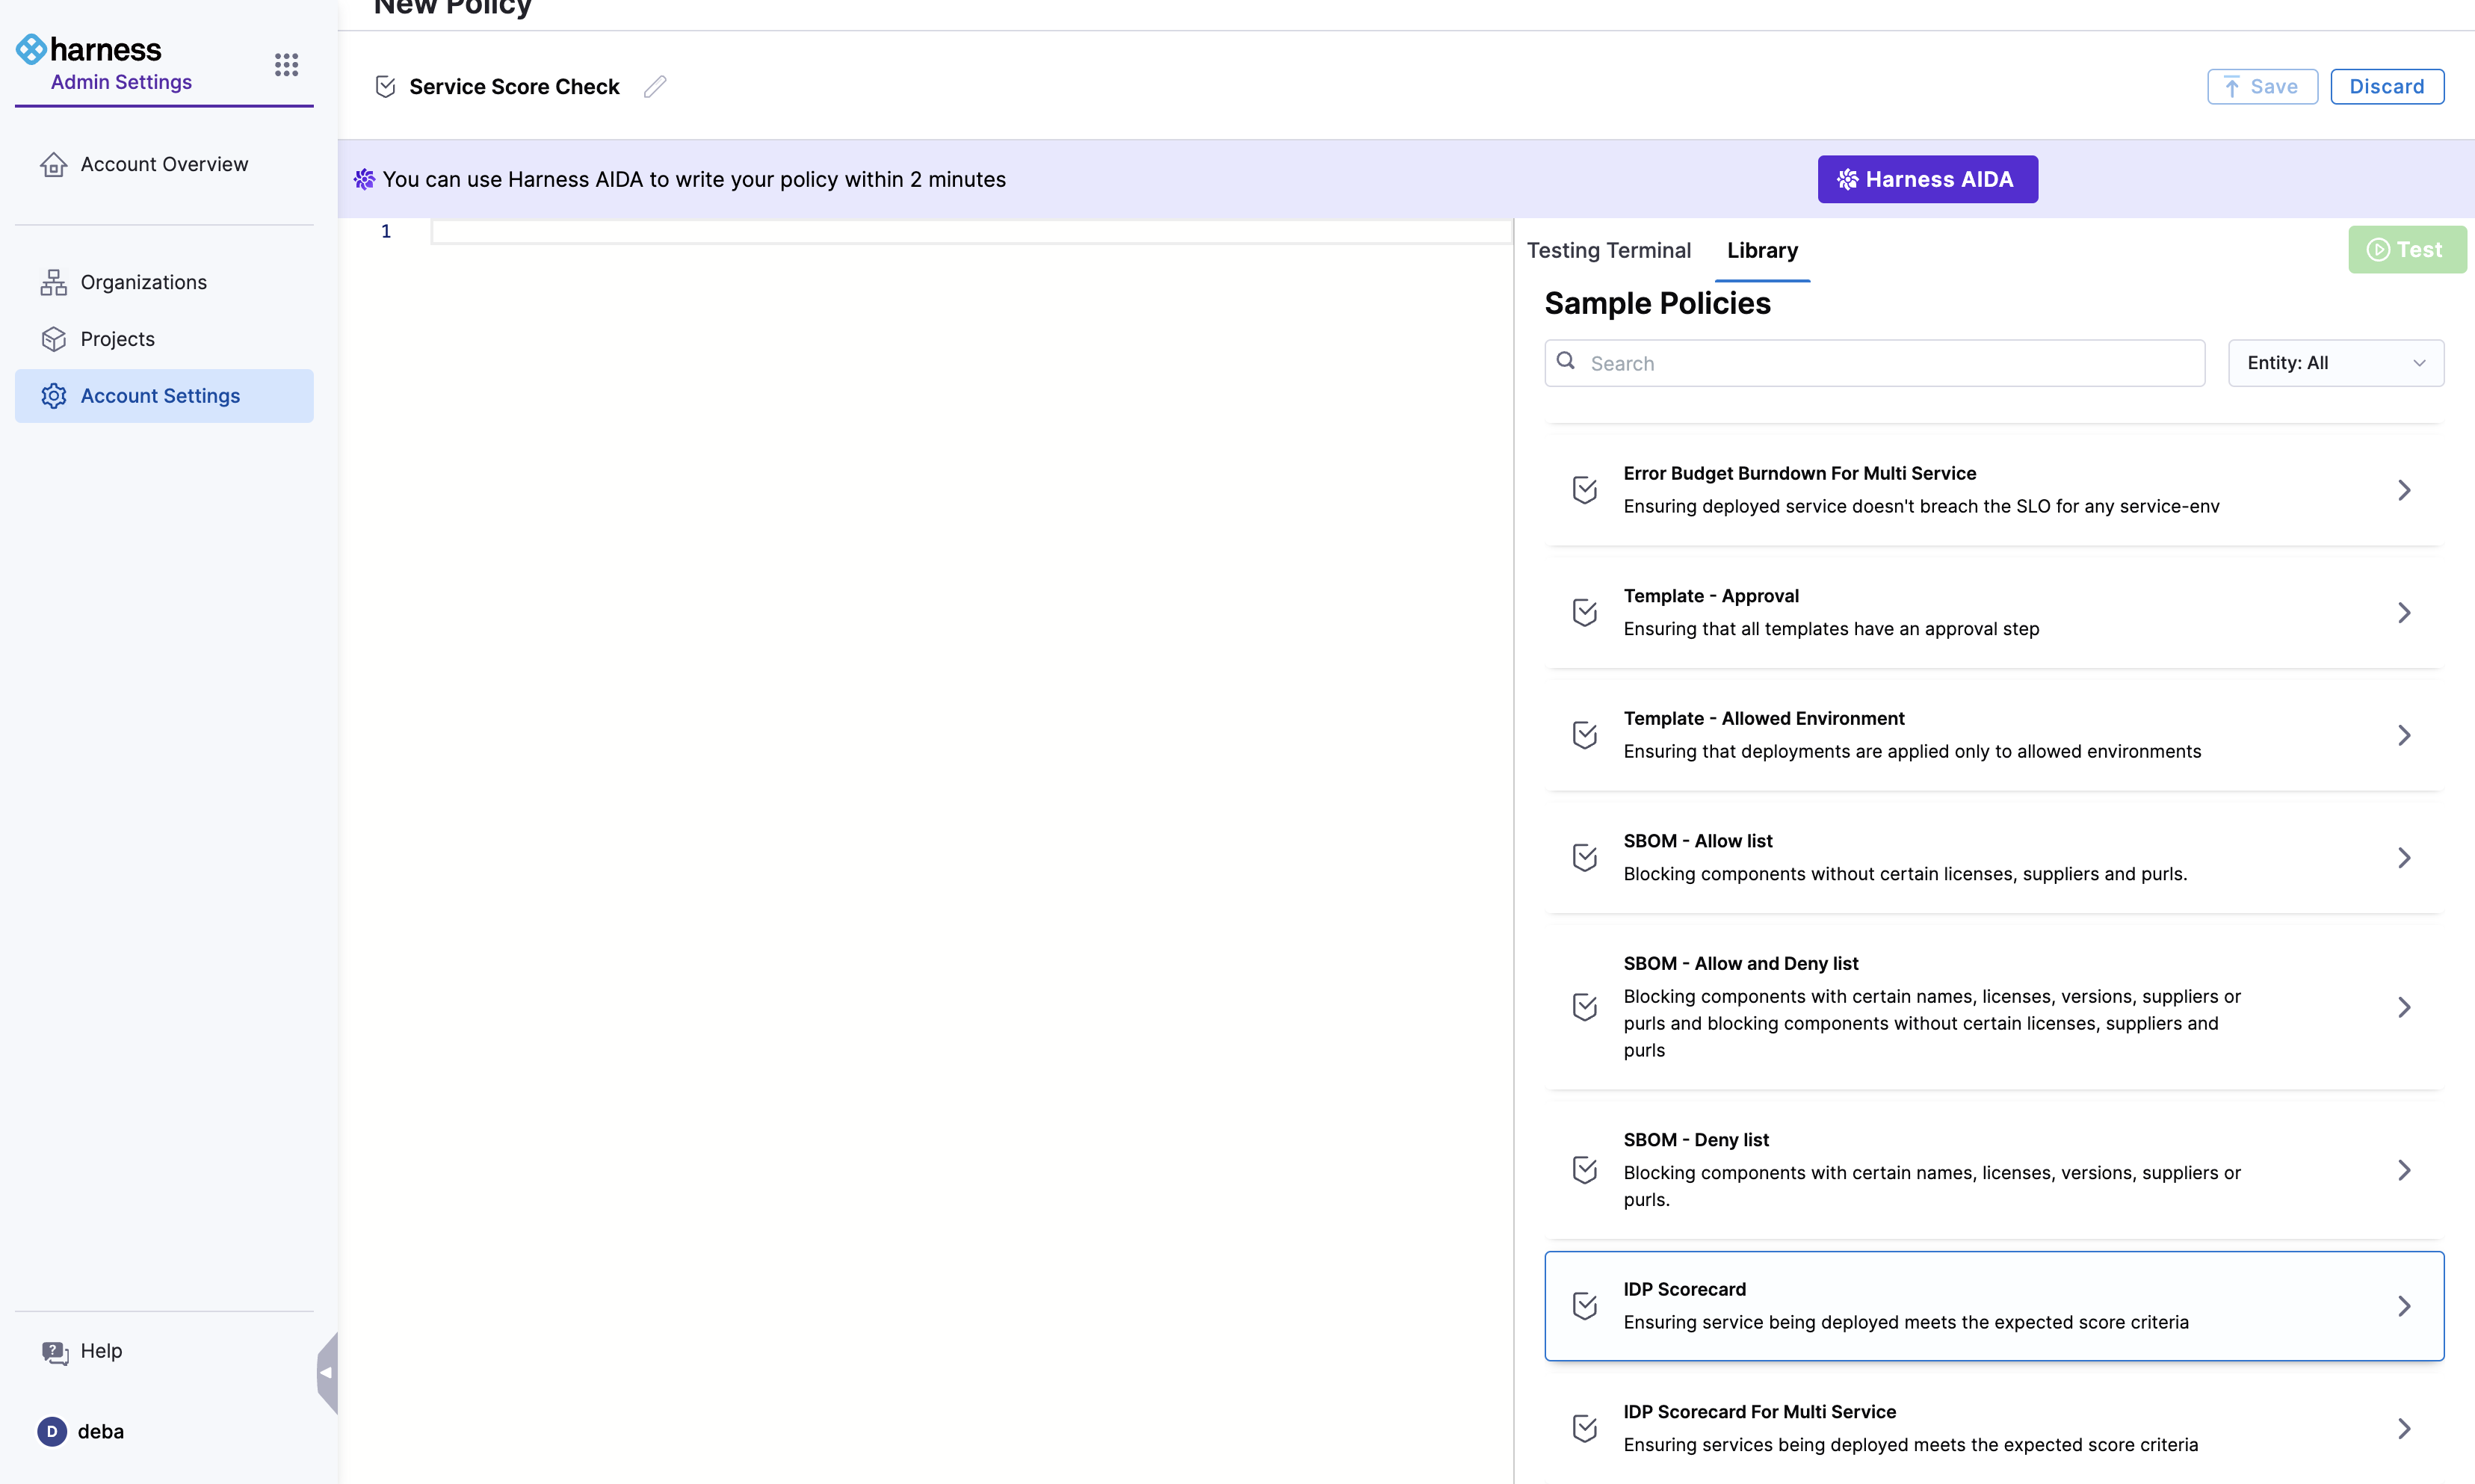 New Policy
harness
Admin Settings
Account Overview
Organizations
Projects
Account Settings
Help
D
deba
Service Score Check
Save
Discard
You can use Harness AIDA to write your policy within 2 minutes
Harness AIDA
1
Testing Terminal
Library
Test
Sample Policies
Search
Entity: All
Error Budget Burndown For Multi Service
Ensuring deployed service doesn't breach the SLO for any service-env
Template - Approval
Ensuring that all templates have an approval step
Template - Allowed Environment
Ensuring that deployments are applied only to allowed environments
SBOM - Allow list
Blocking components without certain licenses, suppliers and purls.
SBOM - Allow and Deny list
Blocking components with certain names, licenses, versions, suppliers or
purls and blocking components without certain licenses, suppliers and
purls
SBOM - Deny list
Blocking components with certain names, licenses, versions, suppliers or
purls.
IDP Scorecard
Ensuring service being deployed meets the expected score criteria
IDP Scorecard For Multi Service
Ensuring services being deployed meets the expected score criteria